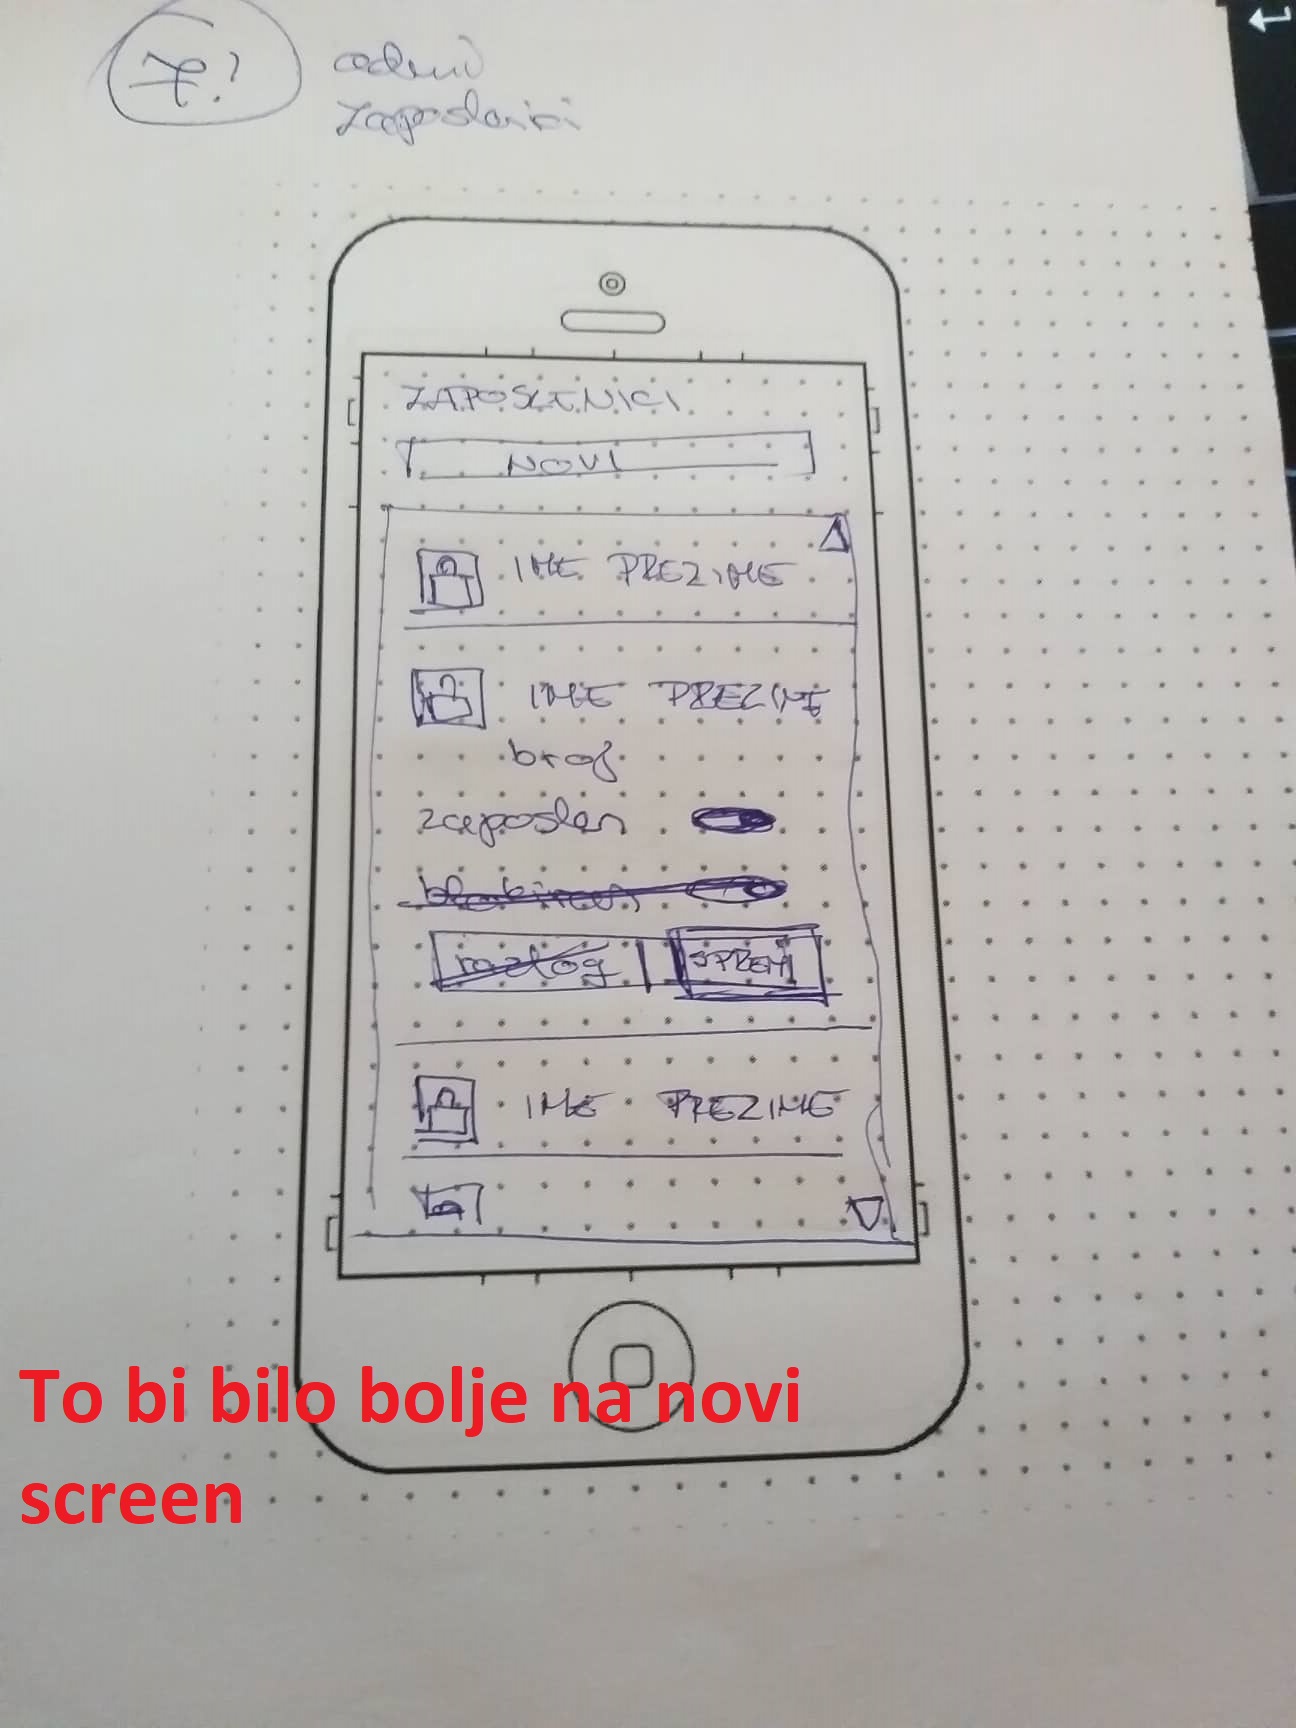 7?
admi
zaposlenici
ZAPOSLENICI
NOVI
IME PREZIME
IME PREZIME
broj
zaposlen
blokiran
razlog
SPREMI
IME PREZIME
To bi bilo bolje na novi
screen